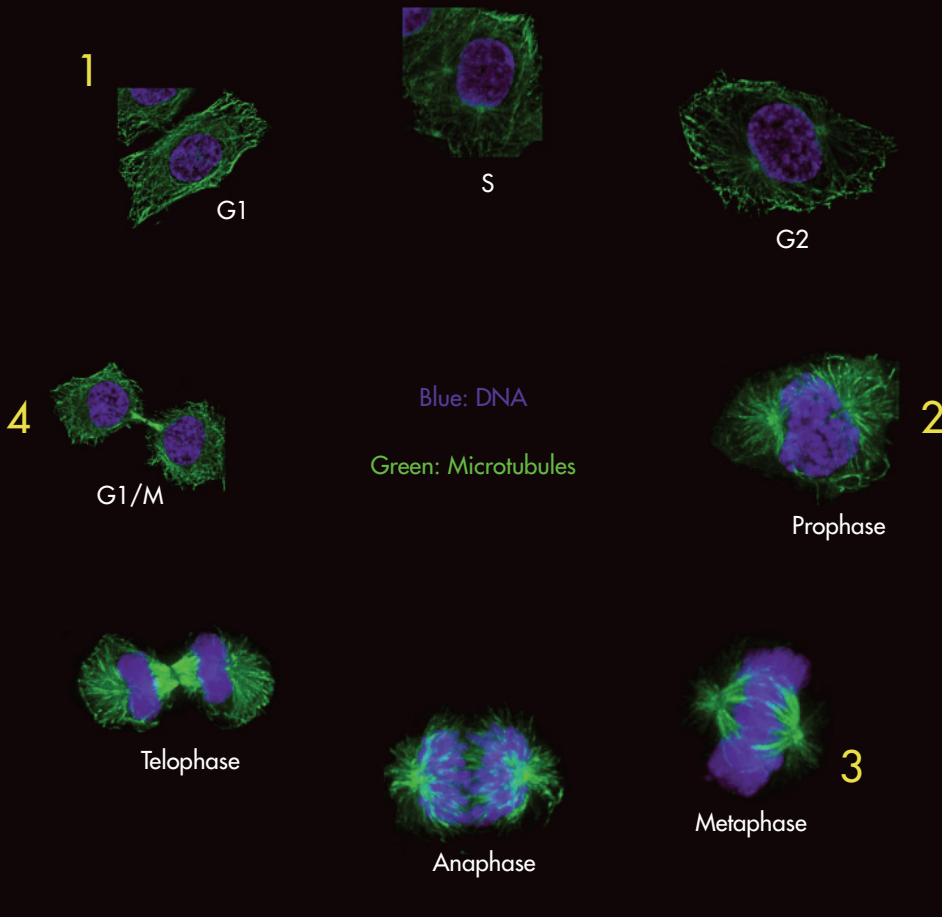 1
G1
S
G2
4
G1/M
Blue: DNA
Green: Microtubules
2
Prophase
Telophase
Anaphase
3
Metaphase